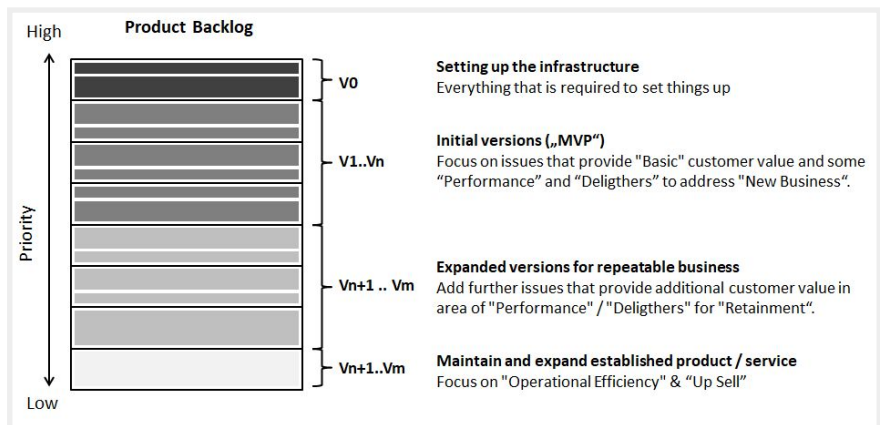 High
Product Backlog
Priority
Low
V0
Setting up the infrastructure
Everything that is required to set things up
V1..Vn
Initial versions („MVP“)
Focus on issues that provide "Basic" customer value and some
“Performance” and “Deligthers” to address "New Business“.
Vn+1 .. Vm
Expanded versions for repeatable business
Add further issues that provide additional customer value in
area of "Performance" / "Deligthers" for "Retainment“.
Vn+1..Vm
Maintain and expand established product / service
Focus on "Operational Efficiency" & “Up Sell”